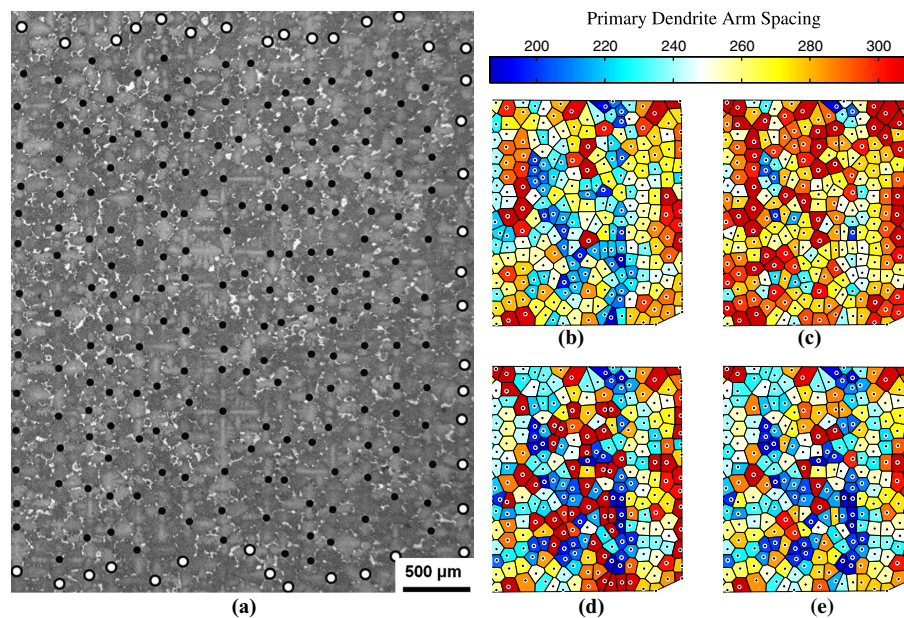 Primary Dendrite Arm Spacing
200 220 240 260 280 300
(b) (c)
500 µm
(a) (d) (e)